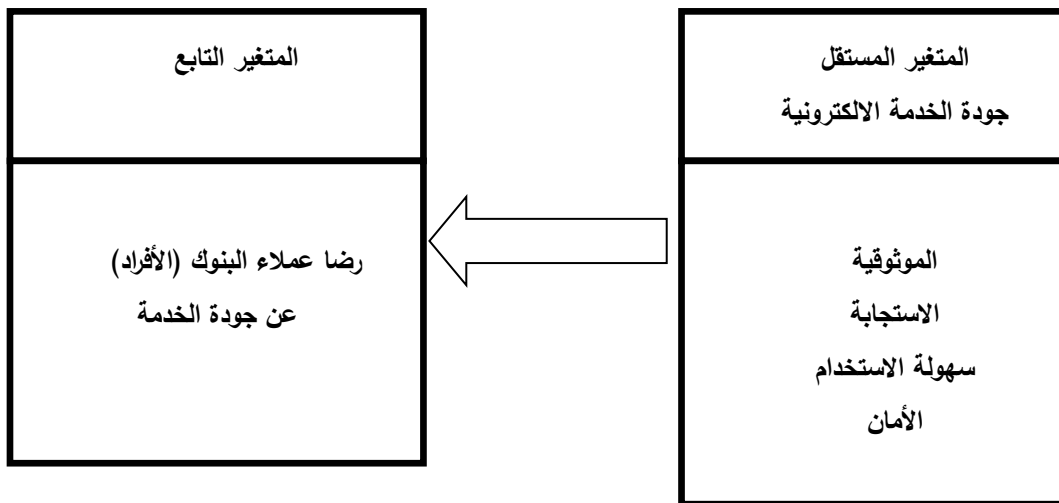 المتغير المستقل
جودة الخدمة الالكترونية
الموثوقية
الاستجابة
سهولة الاستخدام
الأمان
المتغير التابع
رضا عملاء البنوك (الأفراد)
عن جودة الخدمة